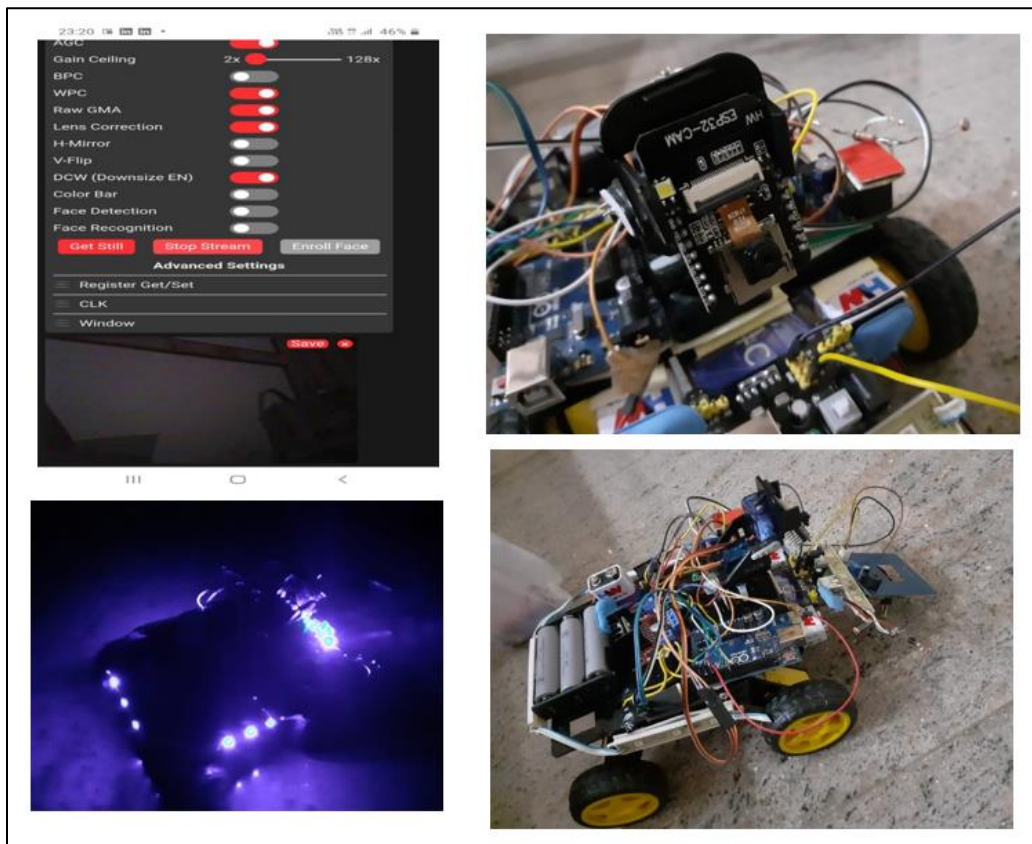 23:20
46%
AGC
Gain Ceiling 2x 128x
BPC
WPC
Raw GMA
Lens Correction
H-Mirror
V-Flip
DCW (Downsize EN)
Color Bar
Face Detection
Face Recognition
Get Still Stop Stream Enroll Face
Advanced Settings
Register Get/Set
CLK
Window
Save
ESP32-CAM
HW
HW